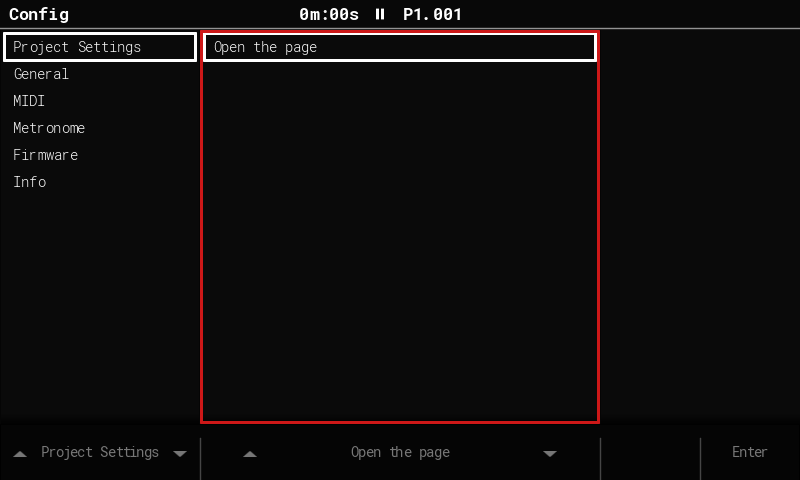 Config 0m:00s P1.001
Project Settings Open the page
General
MIDI
Metronome
Firmware
Info
Project Settings Open the page Enter